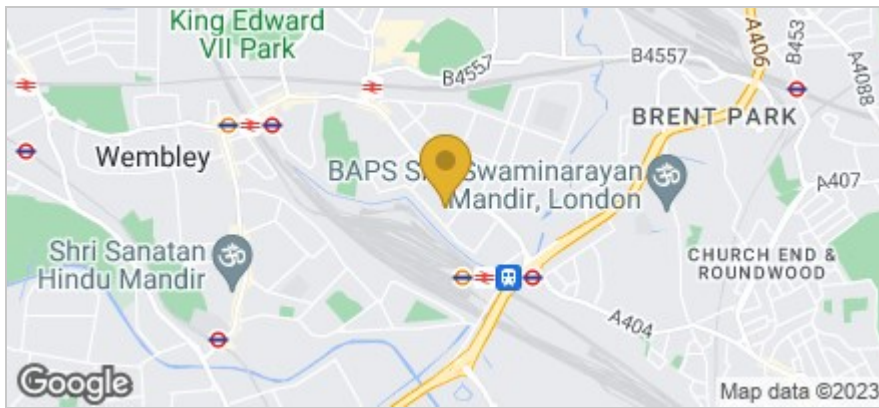 King Edward
VII Park
B4557
B4557
A406
B453
A4088
BRENT PARK
Wembley
BAPS S
Swaminarayan
Mandir, London
A407
Shri Sanatan
Hindu Mandir
CHURCH END &
ROUNDWOOD
A404
Google
Map data ©2023